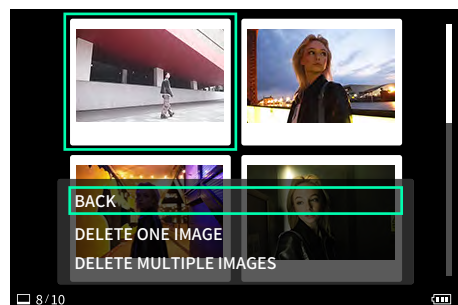 BACK
DELETE ONE IMAGE
DELETE MULTIPLE IMAGES
8/10